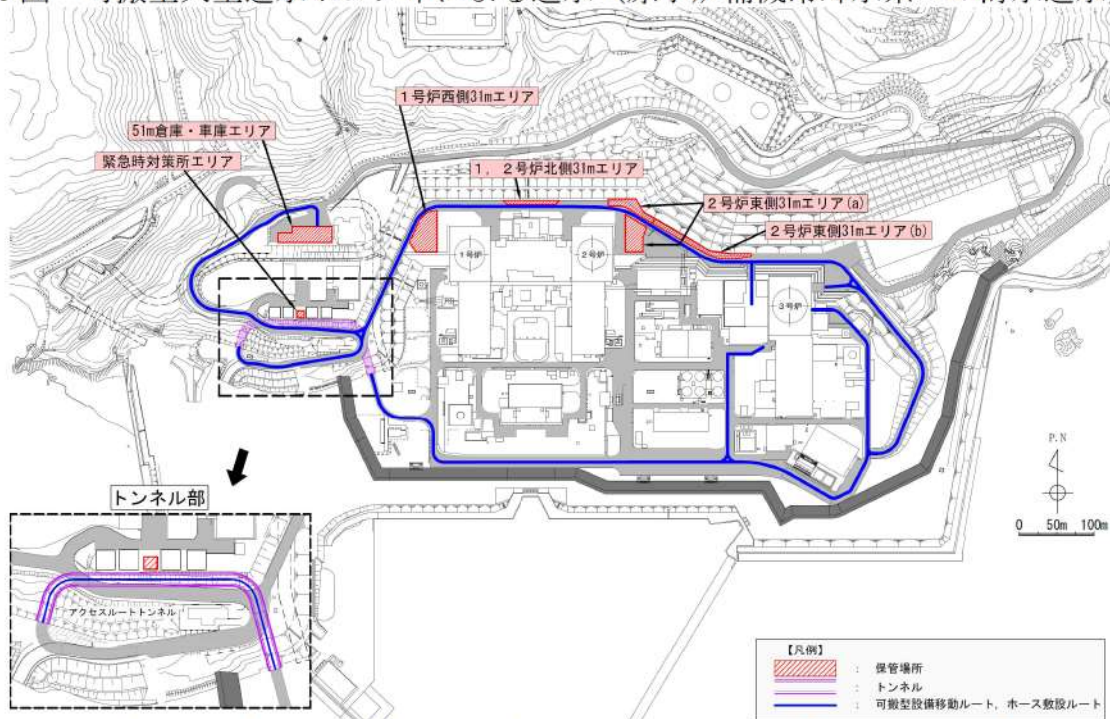 1号炉西側31mエリア
51m倉庫・車庫エリア
緊急時対策所エリア
1,2号炉北側31mエリア
2号炉東側31mエリア(a)
2号炉東側31mエリア(b)
1号炉
2号炉
3号炉
P.N
0 50m 100m
トンネル部
アクセスルートトンネル
【凡例】
: 保管場所
: トンネル
: 可搬型設備移動ルート,ホース敷設ルート